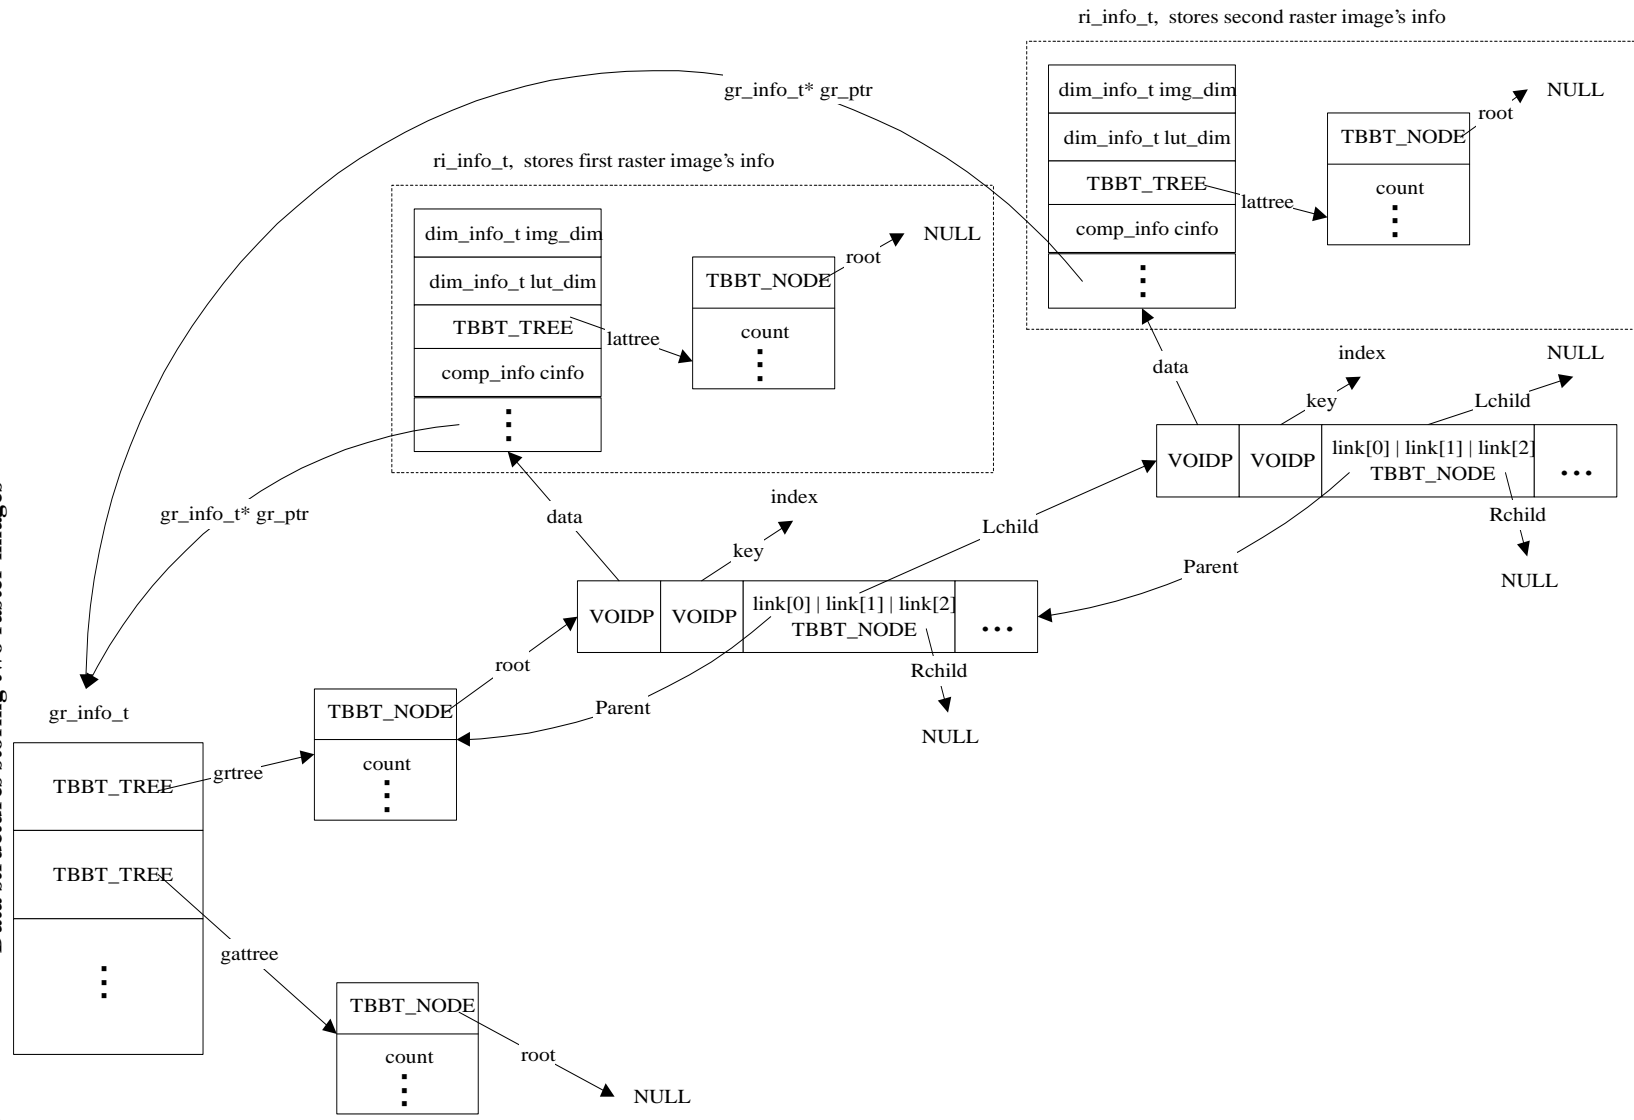 ri_info_t, stores second raster image's info
dim_info_t img_dim
dim_info_t lut_dim
TBBT_TREE
comp_info cinfo
lattree
TBBT_NODE
count
root
NULL
gr_info_t* gr_ptr
ri_info_t, stores first raster image's info
dim_info_t img_dim
dim_info_t lut_dim
TBBT_TREE
comp_info cinfo
lattree
TBBT_NODE
count
root
NULL
data
key
index
Lchild
NULL
VOIDP
VOIDP
link[0] | link[1] | link[2]
TBBT_NODE
...
Rchild
NULL
Parent
gr_info_t* gr_ptr
data
key
index
Lchild
VOIDP
VOIDP
link[0] | link[1] | link[2]
TBBT_NODE
...
Rchild
NULL
Parent
root
gr_info_t
TBBT_TREE
grtree
TBBT_NODE
count
TBBT_TREE
gattree
TBBT_NODE
count
root
NULL